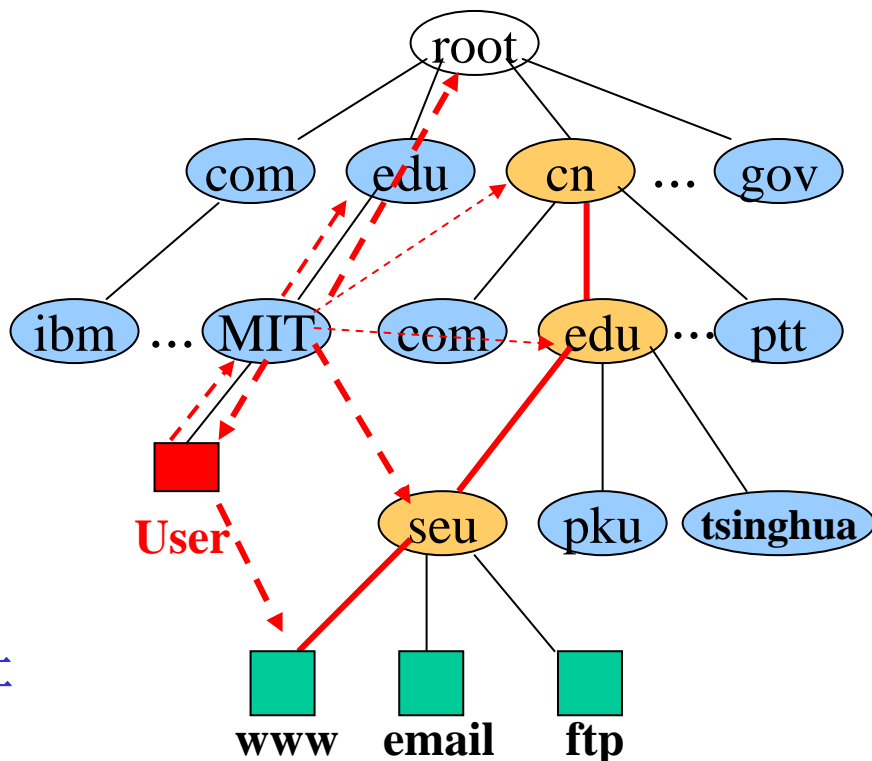 root
com edu cn ... gov
ibm ... MIT com edu ... ptt
User
seu pku tsinghua
www email ftp